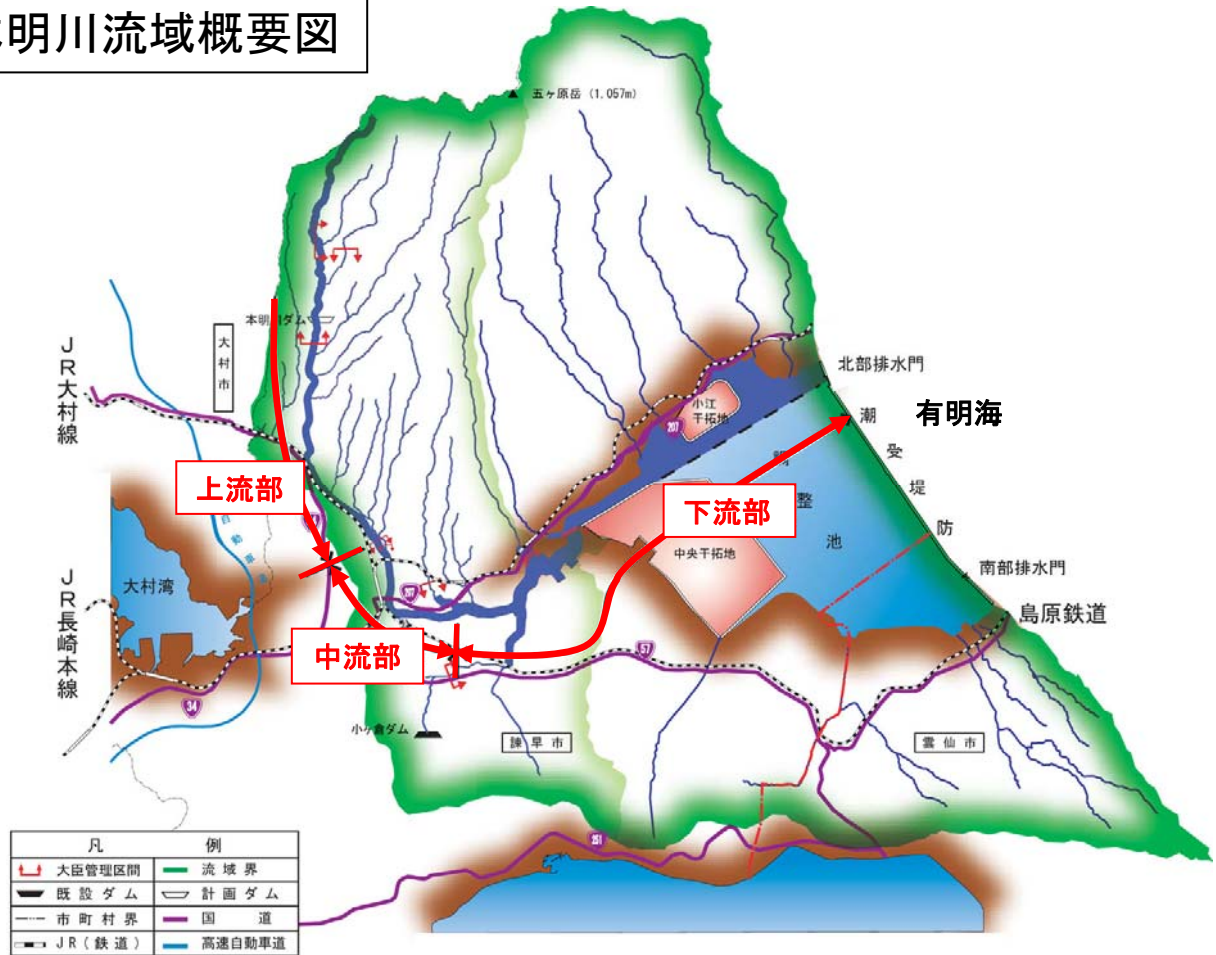 明川流域概要図
五ヶ原岳 (1,057m)
本明川ダム
大村市
JR大村線
北部排水門
小江
干拓地
207
潮受堤防
有明海
上流部
下流部
調整池
中央干拓地
自動車道
大村湾
南部排水門
島原鉄道
207
中流部
57
JR長崎本線
34
小ヶ倉ダム
諫早市
雲仙市
251
凡例
大臣管理区間
流域界
既設ダム
計画ダム
市町村界
国道
JR(鉄道)
高速自動車道